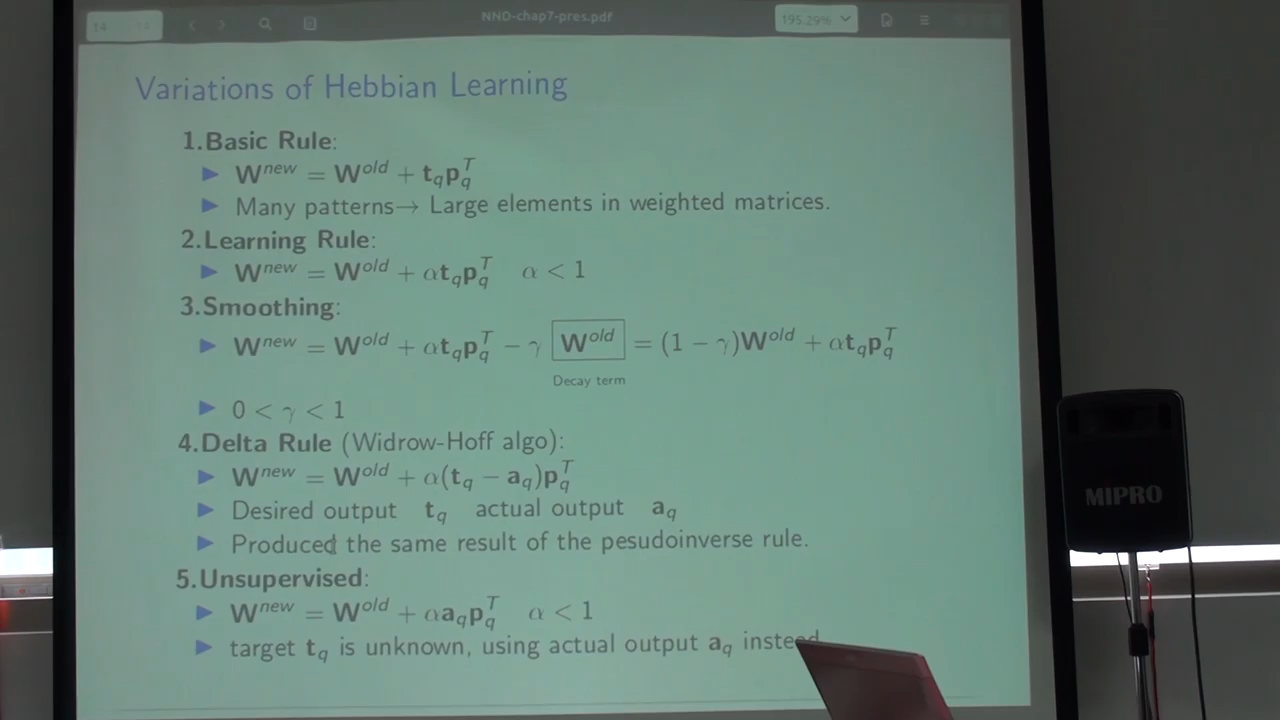 14
NND-chap7-pres.pdf
195.29%
Variations of Hebbian Learning
1.Basic Rule:
▶ W^new = W^old + t_q p_q^T
▶ Many patterns→ Large elements in weighted matrices.
2.Learning Rule:
▶ W^new = W^old + αt_q p_q^T α < 1
3.Smoothing:
▶ W^new = W^old + αt_q p_q^T − γ W^old = (1 − γ)W^old + αt_q p_q^T
Decay term
▶ 0 < γ < 1
4.Delta Rule (Widrow-Hoff algo):
▶ W^new = W^old + α(t_q − a_q)p_q^T
▶ Desired output t_q actual output a_q
▶ Produced the same result of the pesudoinverse rule.
5.Unsupervised:
▶ W^new = W^old + αa_q p_q^T α < 1
▶ target t_q is unknown, using actual output a_q instead
MIPRO